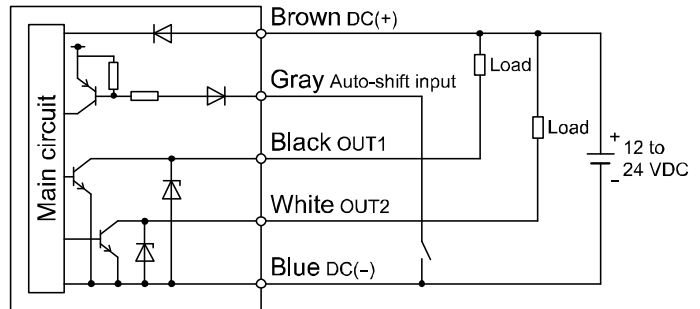 Main circuit
Brown DC(+)
Gray Auto-shift input
Black OUT1
White OUT2
Blue DC(−)
Load
Load
+
12 to
24 VDC
−